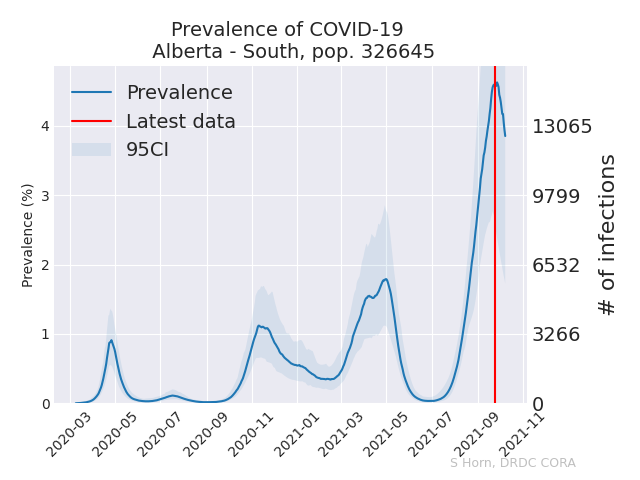 Prevalence of COVID-19
Alberta - South, pop. 326645
Prevalence
Latest data
95CI
Prevalence (%)
4
3
2
1
0
13065
9799
6532
3266
0
# of infections
2020-03
2020-05
2020-07
2020-09
2020-11
2021-01
2021-03
2021-05
2021-07
2021-09
2021-11
S Horn, DRDC CORA